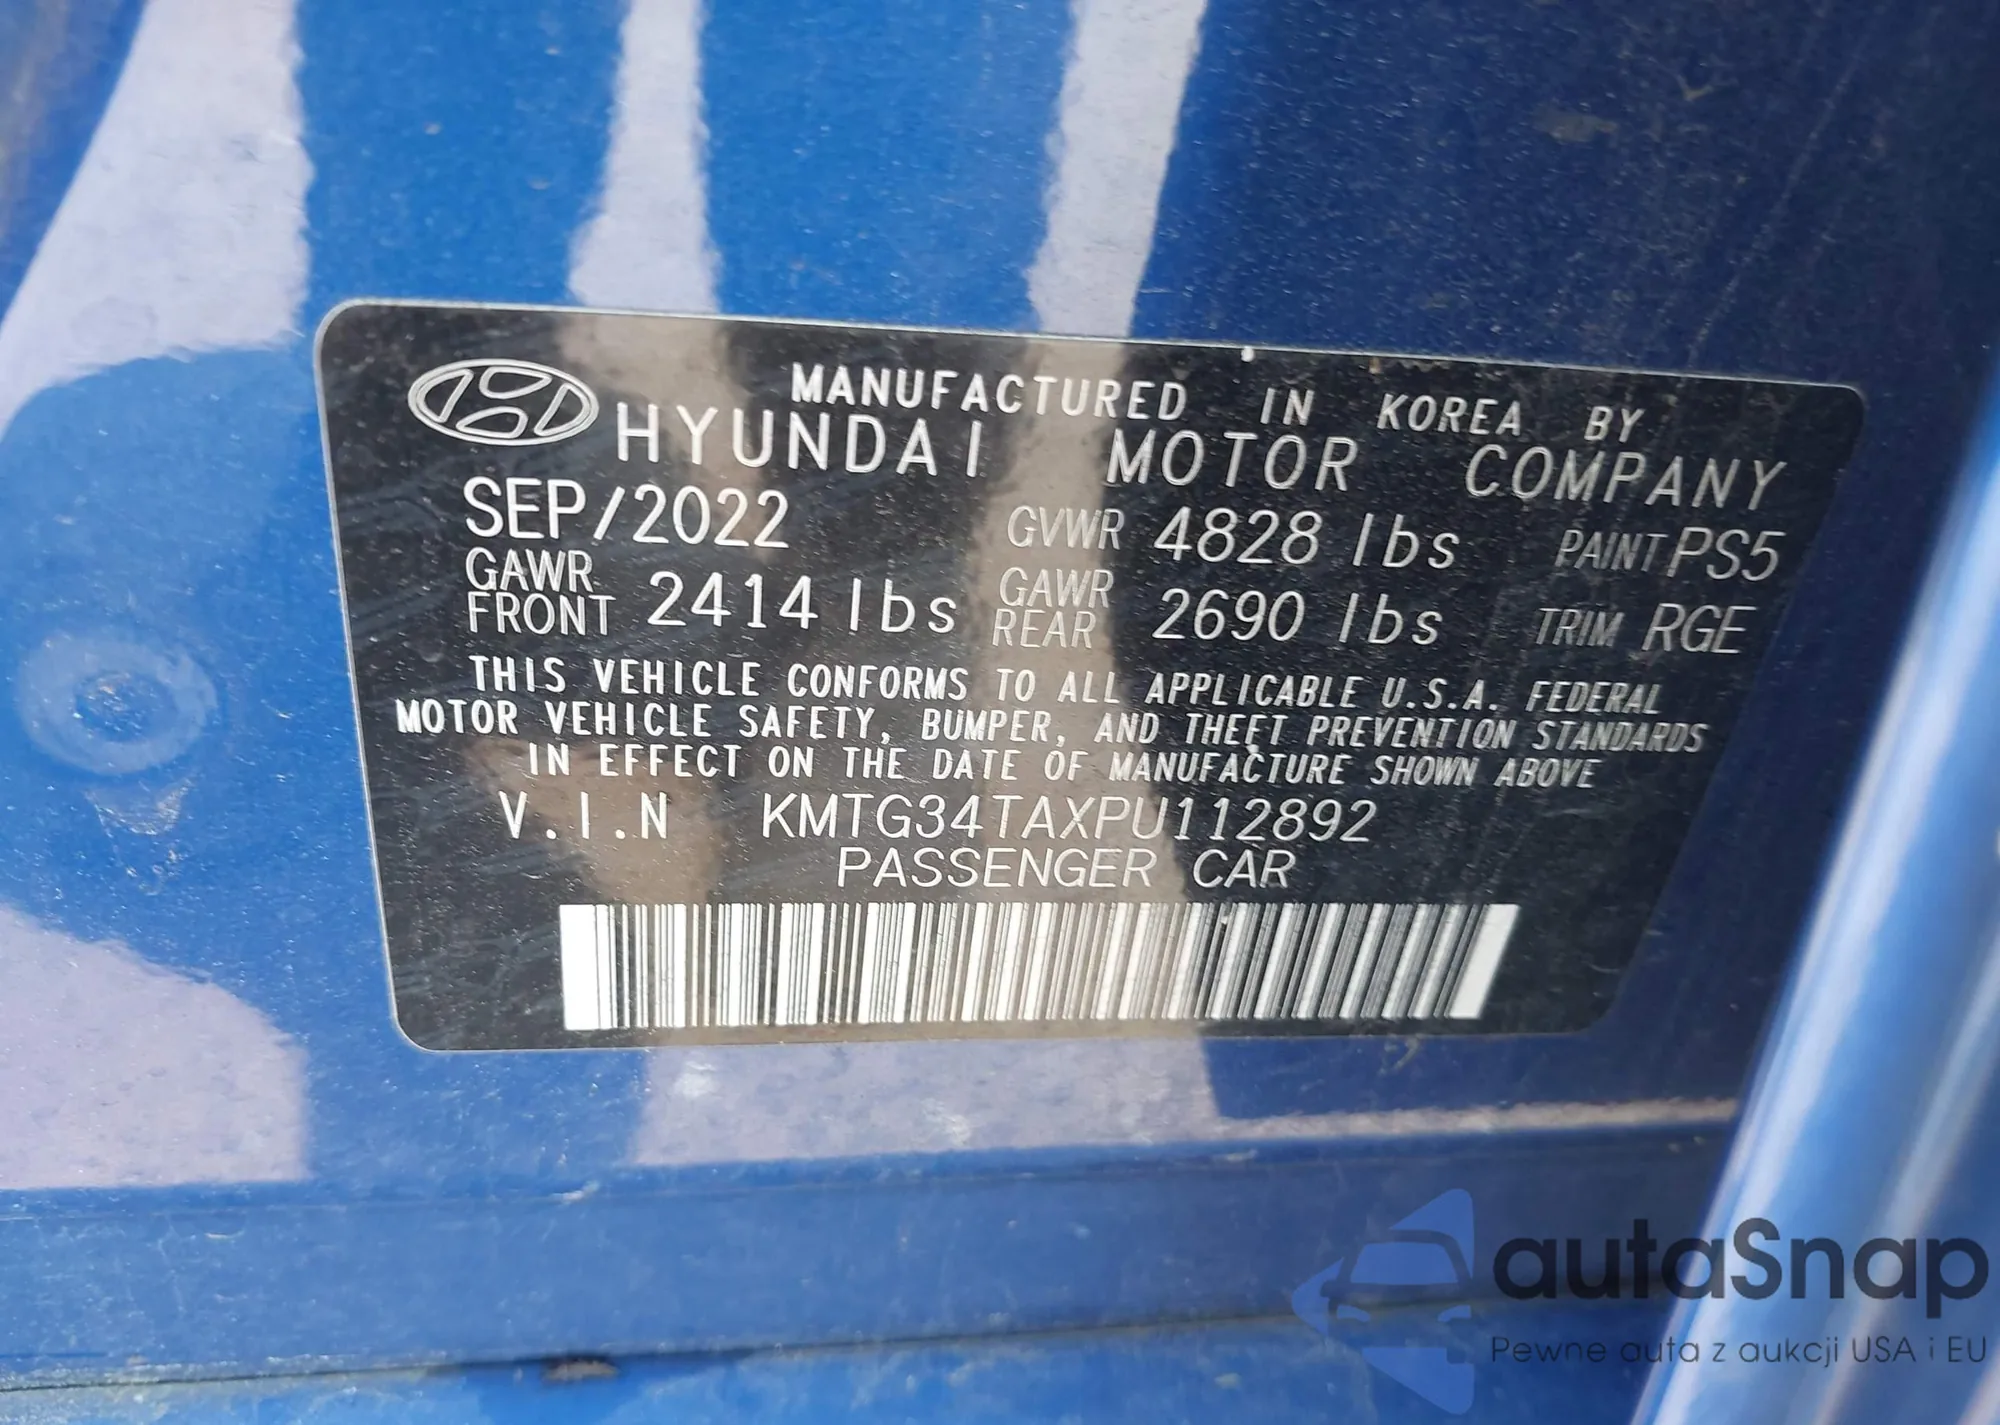 MANUFACTURED IN KOREA BY
HYUNDAI MOTOR COMPANY
SEP/2022 GVWR 4828 lbs PAINT PS5
GAWR FRONT 2414 lbs GAWR REAR 2690 lbs TRIM RGE
THIS VEHICLE CONFORMS TO ALL APPLICABLE U.S.A. FEDERAL
MOTOR VEHICLE SAFETY, BUMPER, AND THEFT PREVENTION STANDARDS
IN EFFECT ON THE DATE OF MANUFACTURE SHOWN ABOVE
V.I.N KMTG34TAXPU112892
PASSENGER CAR
autaSnap
Pewne auta z aukcji USA i EU